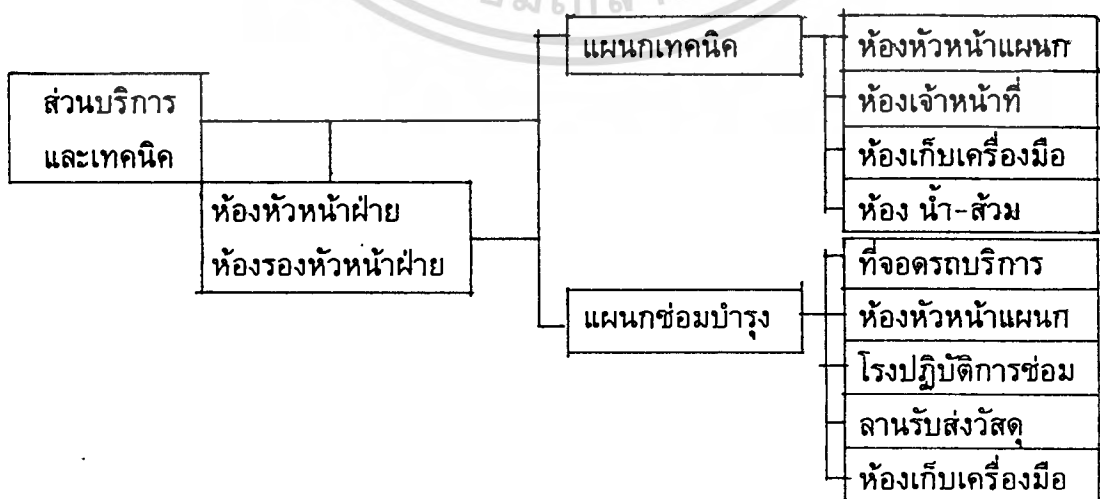 ส่วนบริการ
และเทคนิค
ห้องหัวหน้าฝ่าย
ห้องรองหัวหน้าฝ่าย
แผนกเทคนิค
ห้องหัวหน้าแผนก
ห้องเจ้าหน้าที่
ห้องเก็บเครื่องมือ
ห้อง น้ำ-ส้วม
แผนกซ่อมบำรุง
ที่จอดรถบริการ
ห้องหัวหน้าแผนก
โรงปฏิบัติการซ่อม
ลานรับส่งวัสดุ
ห้องเก็บเครื่องมือ